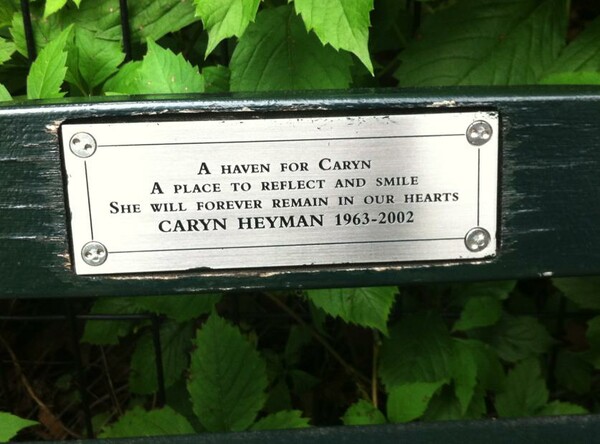 A HAVEN FOR CARYN
A PLACE TO REFLECT AND SMILE
SHE WILL FOREVER REMAIN IN OUR HEARTS
CARYN HEYMAN 1963-2002